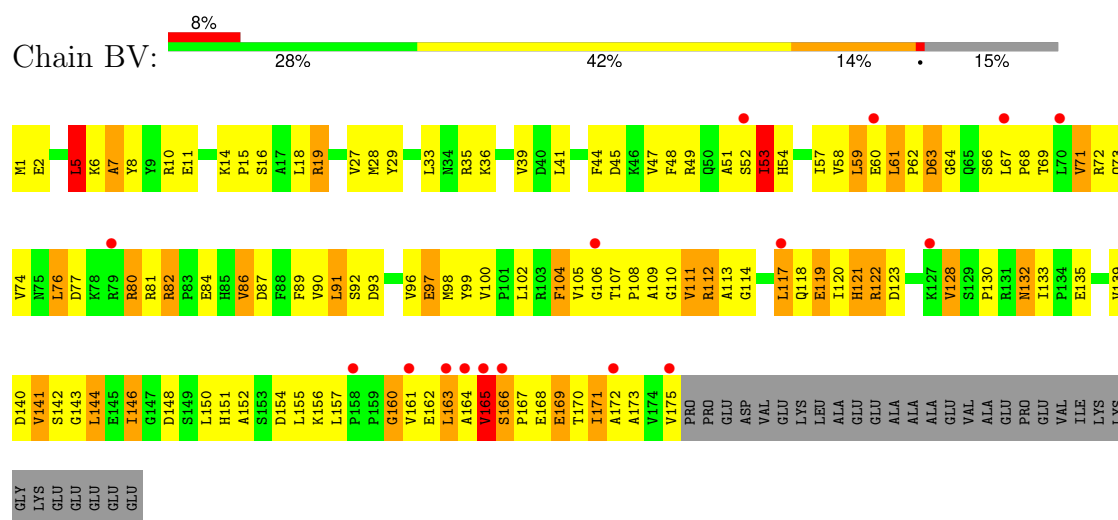 8%
Chain BV:
28% 42% 14% • 15%
M1 E2 L5 K6 A7 Y8 Y9 R10 E11 K14 P15 S16 A17 L18 R19 V27 M28 Y29 L33 N34 R35 K36 V39 D40 L41 F44 D45 K46 V47 F48 R49 Q50 A51 S52 I53 H54 I57 V58 L59 E60 L61 P62 D63 G64 Q65 S66 L67 P68 T69 L70 V71 R72 Q73
V74 N75 L76 D77 K78 R79 R80 R81 R82 P83 E84 H85 V86 D87 F88 F89 V90 L91 S92 D93 V96 E97 M98 Y99 V100 P101 L102 R103 F104 V105 G106 T107 P108 A109 G110 V111 R112 A113 G114 L117 Q118 E119 I120 H121 R122 D123 K127 V128 S129 P130 R131 N132 I133 P134 E135 V139
D140 V141 S142 G143 L144 E145 I146 G147 D148 S149 L150 H151 A152 S153 D154 L155 K156 L157 P158 P159 G160 V161 E162 L163 A164 V165 S166 P167 E168 E169 T170 I171 A172 A173 V174 V175 PRO PRO GLU ASP VAL GLU LYS LEU ALA GLU GLU ALA ALA ALA GLU VAL ALA GLU PRO GLU VAL ILE LYS LYS
GLY LYS GLU GLU GLU GLU GLU